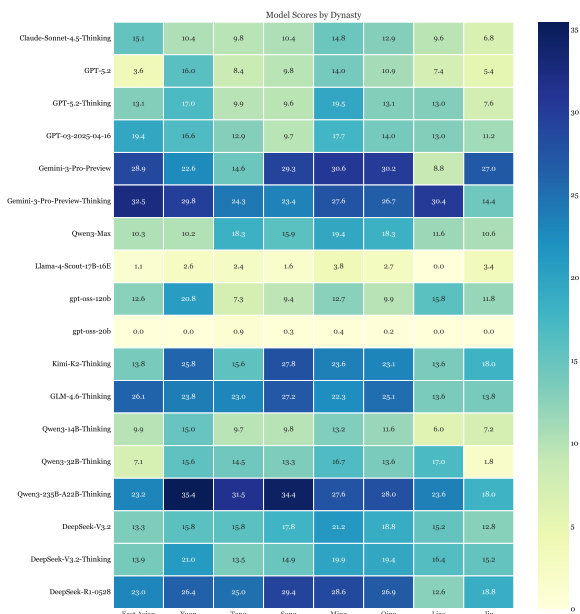 Model Scores by Dynasty
Claude-Sonnet-4.5-Thinking 15.1 10.4 9.8 10.4 14.8 12.9 9.6 6.8
GPT-5.2 3.6 16.0 8.4 9.8 14.0 10.9 7.4 5.4
GPT-5.2-Thinking 13.1 17.0 9.9 9.6 19.5 13.1 13.0 7.6
GPT-o3-2025-04-16 19.4 16.6 12.9 9.7 17.7 14.0 13.0 11.2
Gemini-3-Pro-Preview 28.9 22.6 14.6 29.3 30.6 30.2 8.8 27.0
Gemini-3-Pro-Preview-Thinking 32.5 29.8 24.3 23.4 27.6 26.7 30.4 14.4
Qwen3-Max 10.3 10.2 18.3 15.9 19.4 18.3 11.6 10.6
Llama-4-Scout-17B-16E 1.1 2.6 2.4 1.6 3.8 2.7 0.0 3.4
gpt-oss-120b 12.6 20.8 7.3 9.4 12.7 9.9 15.8 11.8
gpt-oss-20b 0.0 0.0 0.9 0.3 0.4 0.2 0.0 0.0
Kimi-K2-Thinking 13.8 25.8 15.6 27.8 23.6 23.1 13.6 18.0
GLM-4.6-Thinking 26.1 23.8 23.0 27.2 22.3 25.1 13.6 13.8
Qwen3-14B-Thinking 9.9 15.0 9.7 9.8 13.2 11.6 6.0 7.2
Qwen3-32B-Thinking 7.1 15.6 14.5 13.3 16.7 13.6 17.0 1.8
Qwen3-235B-A22B-Thinking 23.2 35.4 31.5 34.4 27.6 28.0 23.6 18.0
DeepSeek-V3.2 13.3 15.8 15.8 17.8 21.2 18.8 15.2 12.8
DeepSeek-V3.2-Thinking 13.9 21.0 13.5 14.9 19.9 19.4 16.4 15.2
DeepSeek-R1-0528 23.0 26.4 25.0 29.4 28.6 26.9 12.6 18.8
35
30
25
20
15
10
5
0